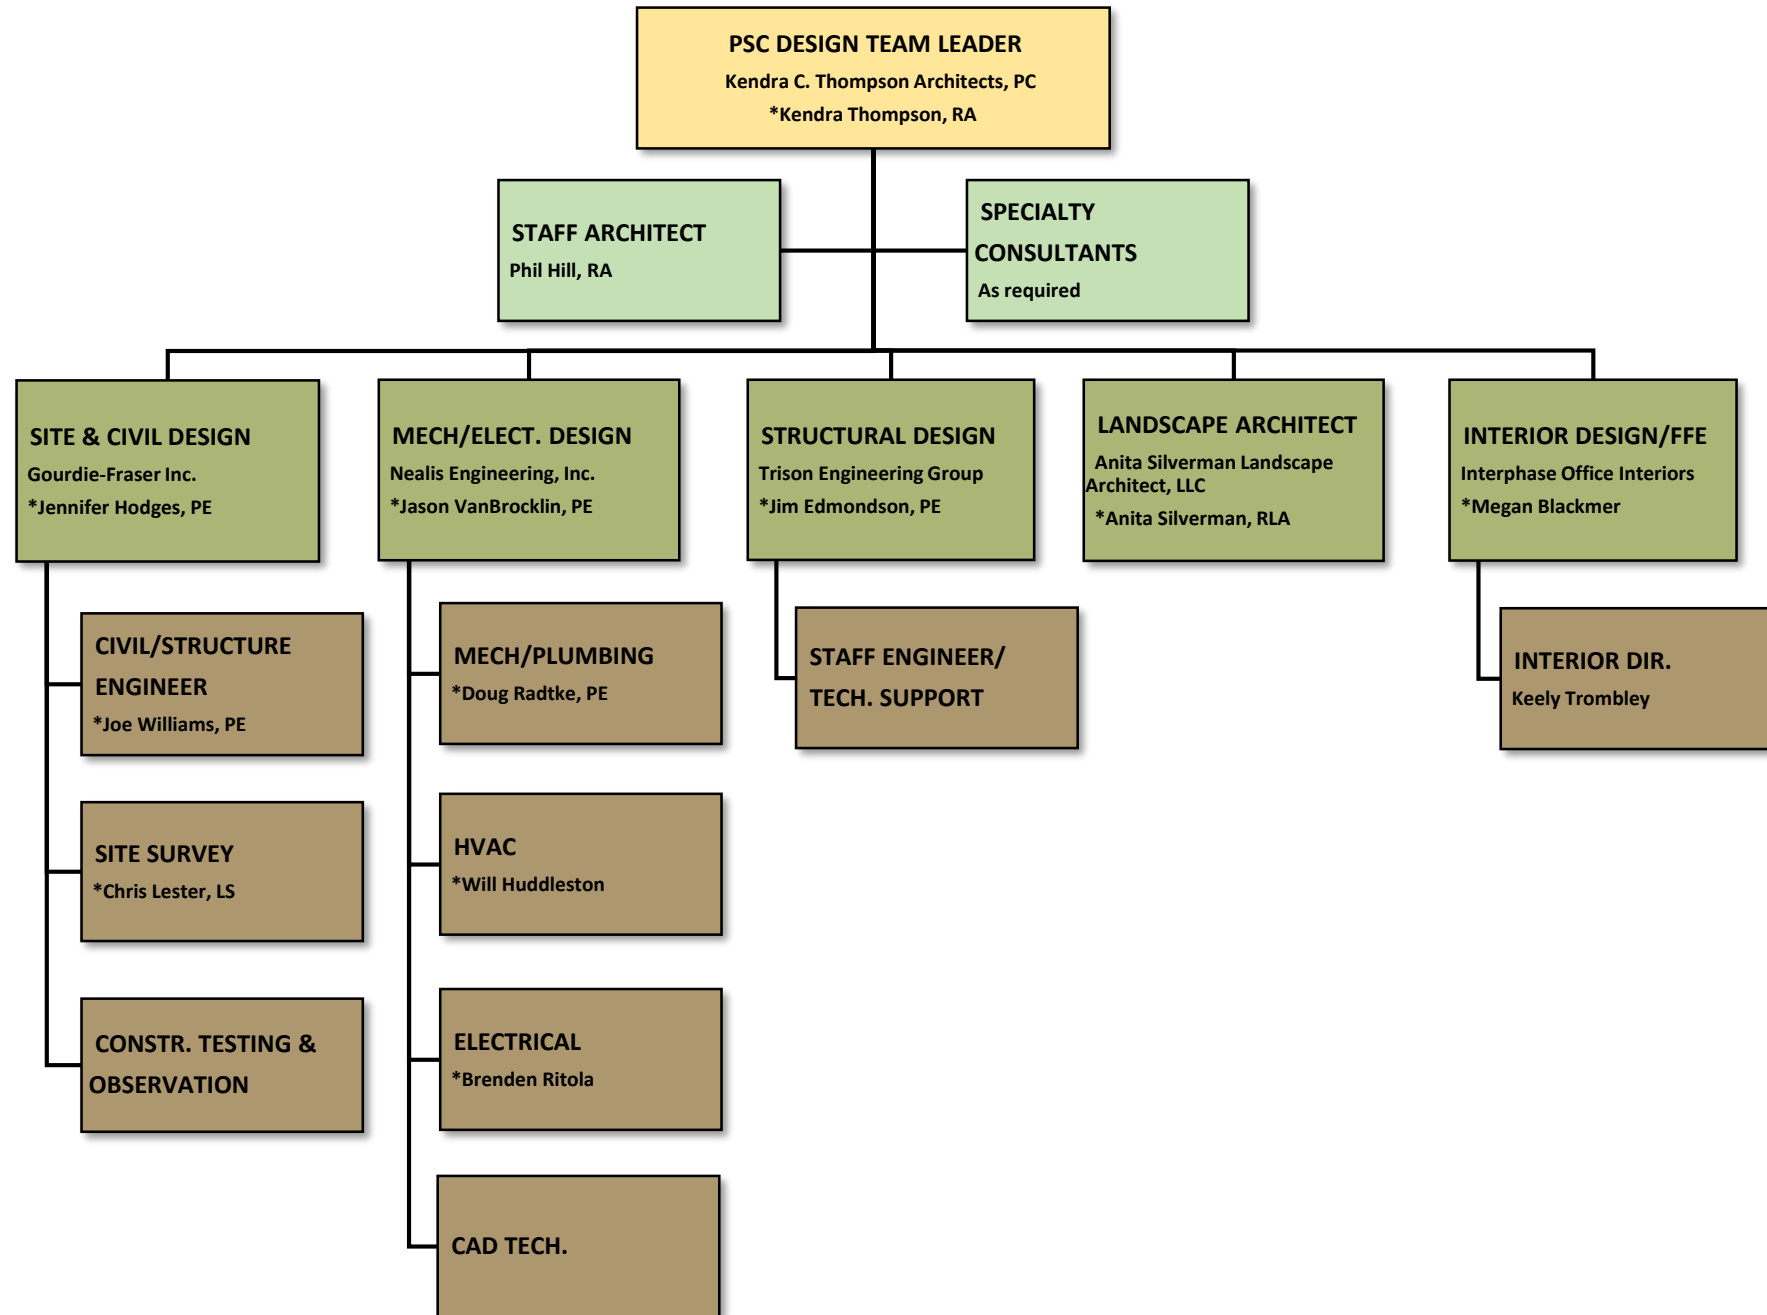 PSC DESIGN TEAM LEADER
Kendra C. Thompson Architects, PC
*Kendra Thompson, RA
STAFF ARCHITECT
Phil Hill, RA
SPECIALTY
CONSULTANTS
As required
SITE & CIVIL DESIGN
Gourdie-Fraser Inc.
*Jennifer Hodges, PE
MECH/ELECT. DESIGN
Nealis Engineering, Inc.
*Jason VanBrocklin, PE
STRUCTURAL DESIGN
Trison Engineering Group
*Jim Edmondson, PE
LANDSCAPE ARCHITECT
Anita Silverman Landscape
Architect, LLC
*Anita Silverman, RLA
INTERIOR DESIGN/FFE
Interphase Office Interiors
*Megan Blackmer
CIVIL/STRUCTURE
ENGINEER
*Joe Williams, PE
SITE SURVEY
*Chris Lester, LS
CONSTR. TESTING &
OBSERVATION
MECH/PLUMBING
*Doug Radtke, PE
HVAC
*Will Huddleston
ELECTRICAL
*Brenden Ritola
CAD TECH.
STAFF ENGINEER/
TECH. SUPPORT
INTERIOR DIR.
Keely Trombley